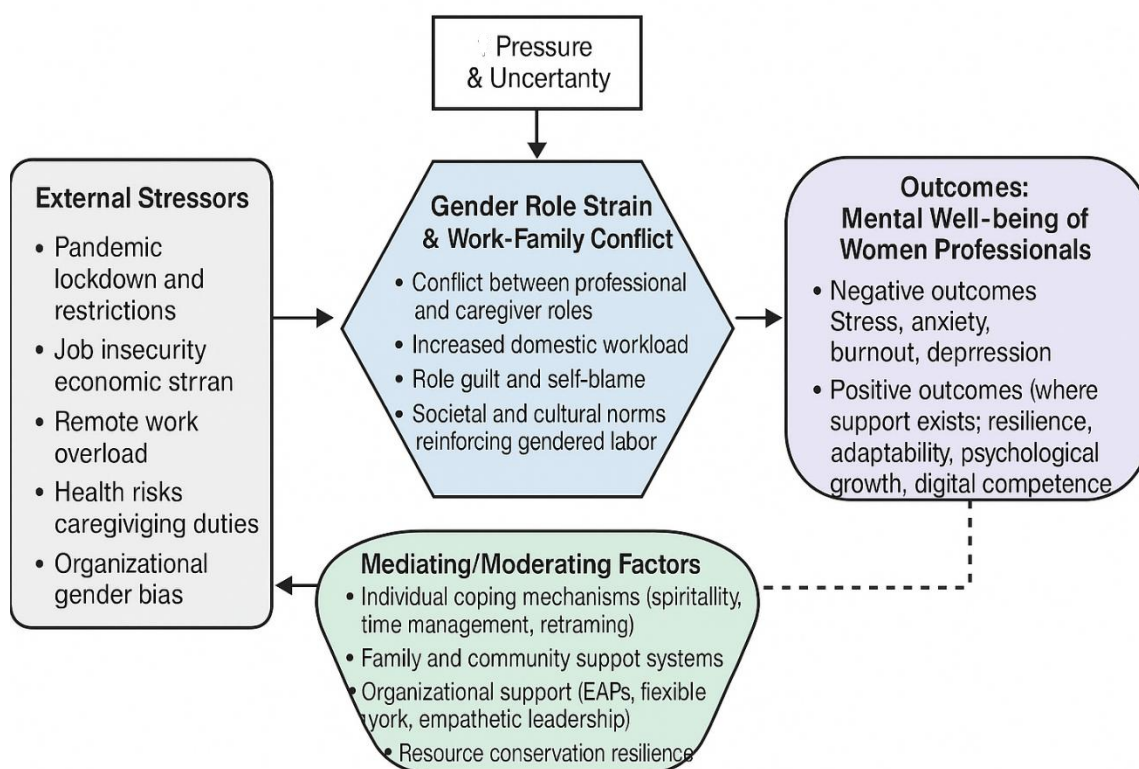 Pressure
& Uncertanty
External Stressors
• Pandemic
lockdown and
restrictions
• Job insecurity
economic strran
• Remote work
overload
• Health risks
caregiviging duties
• Organizational
gender bias
Gender Role Strain
& Work-Family Conflict
• Conflict between professional
and caregiver roles
• Increased domestic workload
• Role guilt and self-blame
• Societal and cultural norms
reinforcing gendered labor
Outcomes:
Mental Well-being of
Women Professionals
• Negative outcomes
Stress, anxiety,
burnout, deprression
• Positive outcomes (where
support exists; resilience,
adaptability, psychological
growth, digital competence
Mediating/Moderating Factors
• Individual coping mechanisms (spiritallity,
time management, retraming)
• Family and community suppot systems
• Organizational support (EAPs, fiexible
york, empathetic leadership)
• Resource conservation resilience